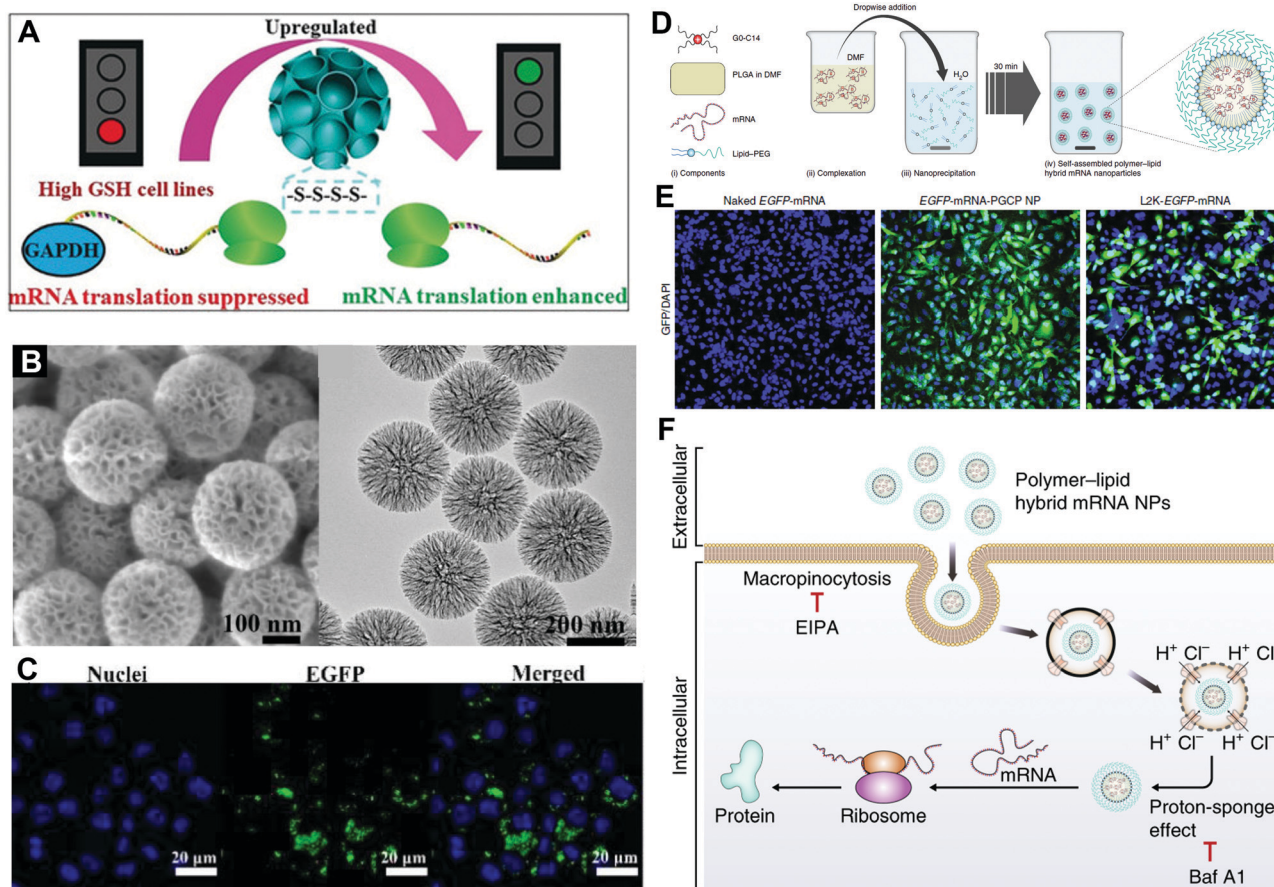 A
Upregulated
High GSH cell lines
-S-S-S-S-
GAPDH
mRNA translation suppressed
mRNA translation enhanced
B
100 nm
200 nm
C
Nuclei
EGFP
Merged
20 µm
20 µm
20 µm
D
Dropwise addition
G0-C14
PLGA in DMF
mRNA
Lipid–PEG
(i) Components
DMF
(ii) Complexation
H₂O
(iii) Nanoprecipitation
30 min
(iv) Self-assembled polymer–lipid
hybrid mRNA nanoparticles
E
Naked EGFP-mRNA
EGFP-mRNA-PGCP NP
L2K-EGFP-mRNA
GFP/DAPI
F
Extracellular
Polymer–lipid
hybrid mRNA NPs
Intracellular
Macropinocytosis
EIPA
H⁺ Cl⁻ H⁺ Cl
H⁺ Cl⁻ H⁺ Cl⁻
mRNA
Protein
Ribosome
Proton-sponge
effect
Baf A1